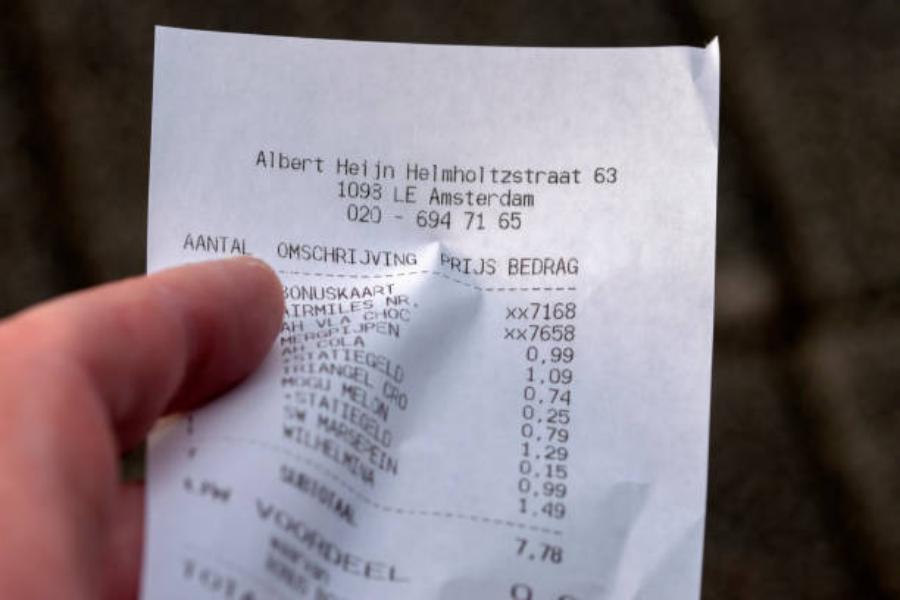 Albert Heijn Helmholtzstraat 63
1098 LE Amsterdam
020 - 694 71 65
AANTAL OMSCHRIJVING PRIJS BEDRAG
BONUSKAART xx7168
AIRMILES NR. xx7658
AH VLA CHOC 0,99
MERGPIJPEN 1,09
AH COLA 0,74
+STATIEGELD 0,25
TRIANGEL CRO 0,79
MOGU MELON 1,29
+STATIEGELD 0,15
SW MARSEPEIN 0,99
WILHELMINA 1,49
SUBTOTAAL 7,78
VOORDEEL